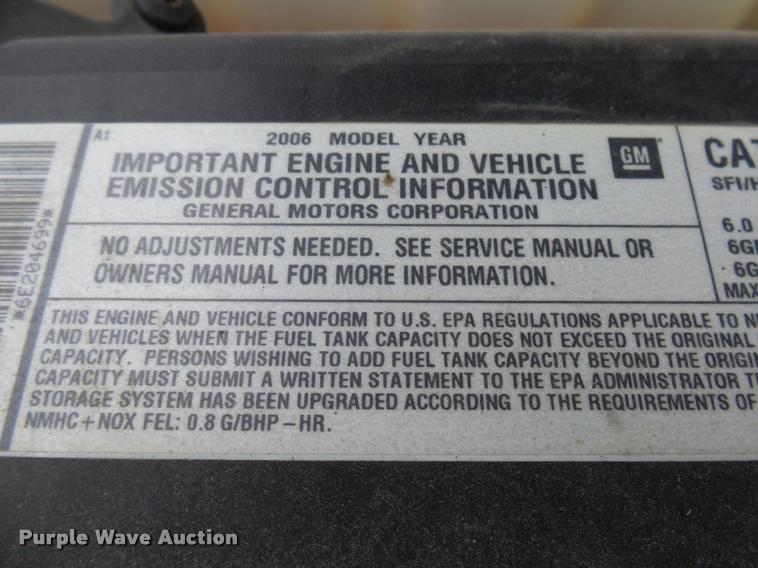 A1
2006 MODEL YEAR
IMPORTANT ENGINE AND VEHICLE
EMISSION CONTROL INFORMATION
GENERAL MOTORS CORPORATION
GM
NO ADJUSTMENTS NEEDED. SEE SERVICE MANUAL OR
OWNERS MANUAL FOR MORE INFORMATION.
THIS ENGINE AND VEHICLE CONFORM TO U.S. EPA REGULATIONS APPLICABLE TO
AND VEHICLES WHEN THE FUEL TANK CAPACITY DOES NOT EXCEED THE ORIGINAL
CAPACITY. PERSONS WISHING TO ADD FUEL TANK CAPACITY BEYOND THE
CAPACITY MUST SUBMIT A WRITTEN STATEMENT TO THE EPA ADMINISTRATOR
STORAGE SYSTEM HAS BEEN UPGRADED ACCORDING TO THE REQUIREMENTS OF
NMHC+NOX FEL: 0.8 G/BHP-HR.
*6E204699*
CAT
SFI/H
6.0
6G
6G
MAX
Purple Wave Auction